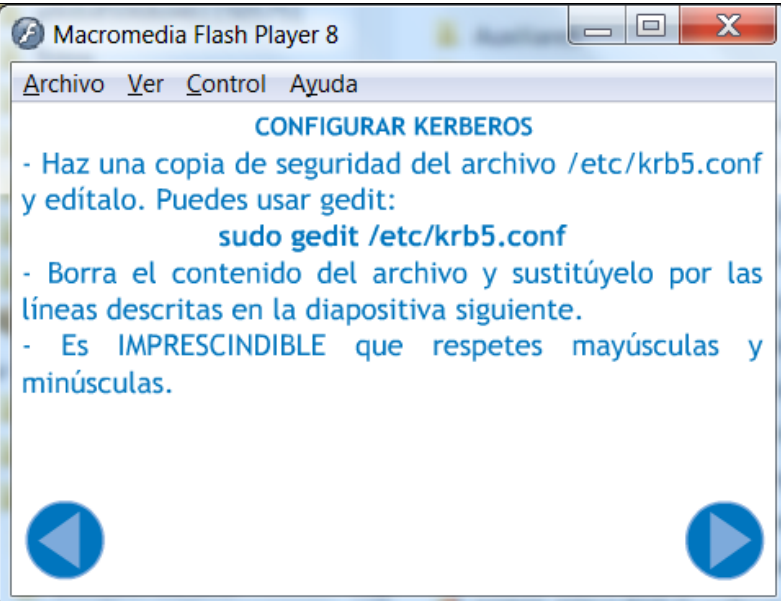 Macromedia Flash Player 8
Archivo Ver Control Ayuda
CONFIGURAR KERBEROS
- Haz una copia de seguridad del archivo /etc/krb5.conf
y edítalo. Puedes usar gedit:
sudo gedit /etc/krb5.conf
- Borra el contenido del archivo y sustitúyelo por las
líneas descritas en la diapositiva siguiente.
- Es IMPRESCINDIBLE que respetes mayúsculas y
minúsculas.